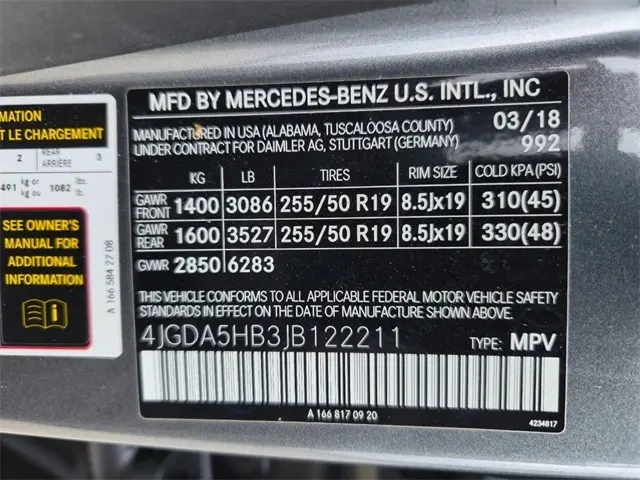 MATION
T LE CHARGEMENT
2 REAR ARRIÈRE 3
491 kg or kg ou 1082 lbs. lb.
SEE OWNER'S
MANUAL FOR
ADDITIONAL
INFORMATION
A 166 584 27 08
MFD BY MERCEDES-BENZ U.S. INTL., INC
MANUFACTURED IN USA (ALABAMA, TUSCALOOSA COUNTY) 03/18
UNDER CONTRACT FOR DAIMLER AG, STUTTGART (GERMANY) 992
KG LB TIRES RIM SIZE COLD KPA (PSI)
GAWR FRONT 1400 3086 255/50 R19 8.5Jx19 310(45)
GAWR REAR 1600 3527 255/50 R19 8.5Jx19 330(48)
GVWR 2850 6283
THIS VEHICLE CONFORMS TO ALL APPLICABLE FEDERAL MOTOR VEHICLE SAFETY
STANDARDS IN EFFECT ON THE DATE OF MANUFACTURE SHOWN ABOVE.
4JGDA5HB3JB122211 TYPE: MPV
A 166 817 09 20
4234817